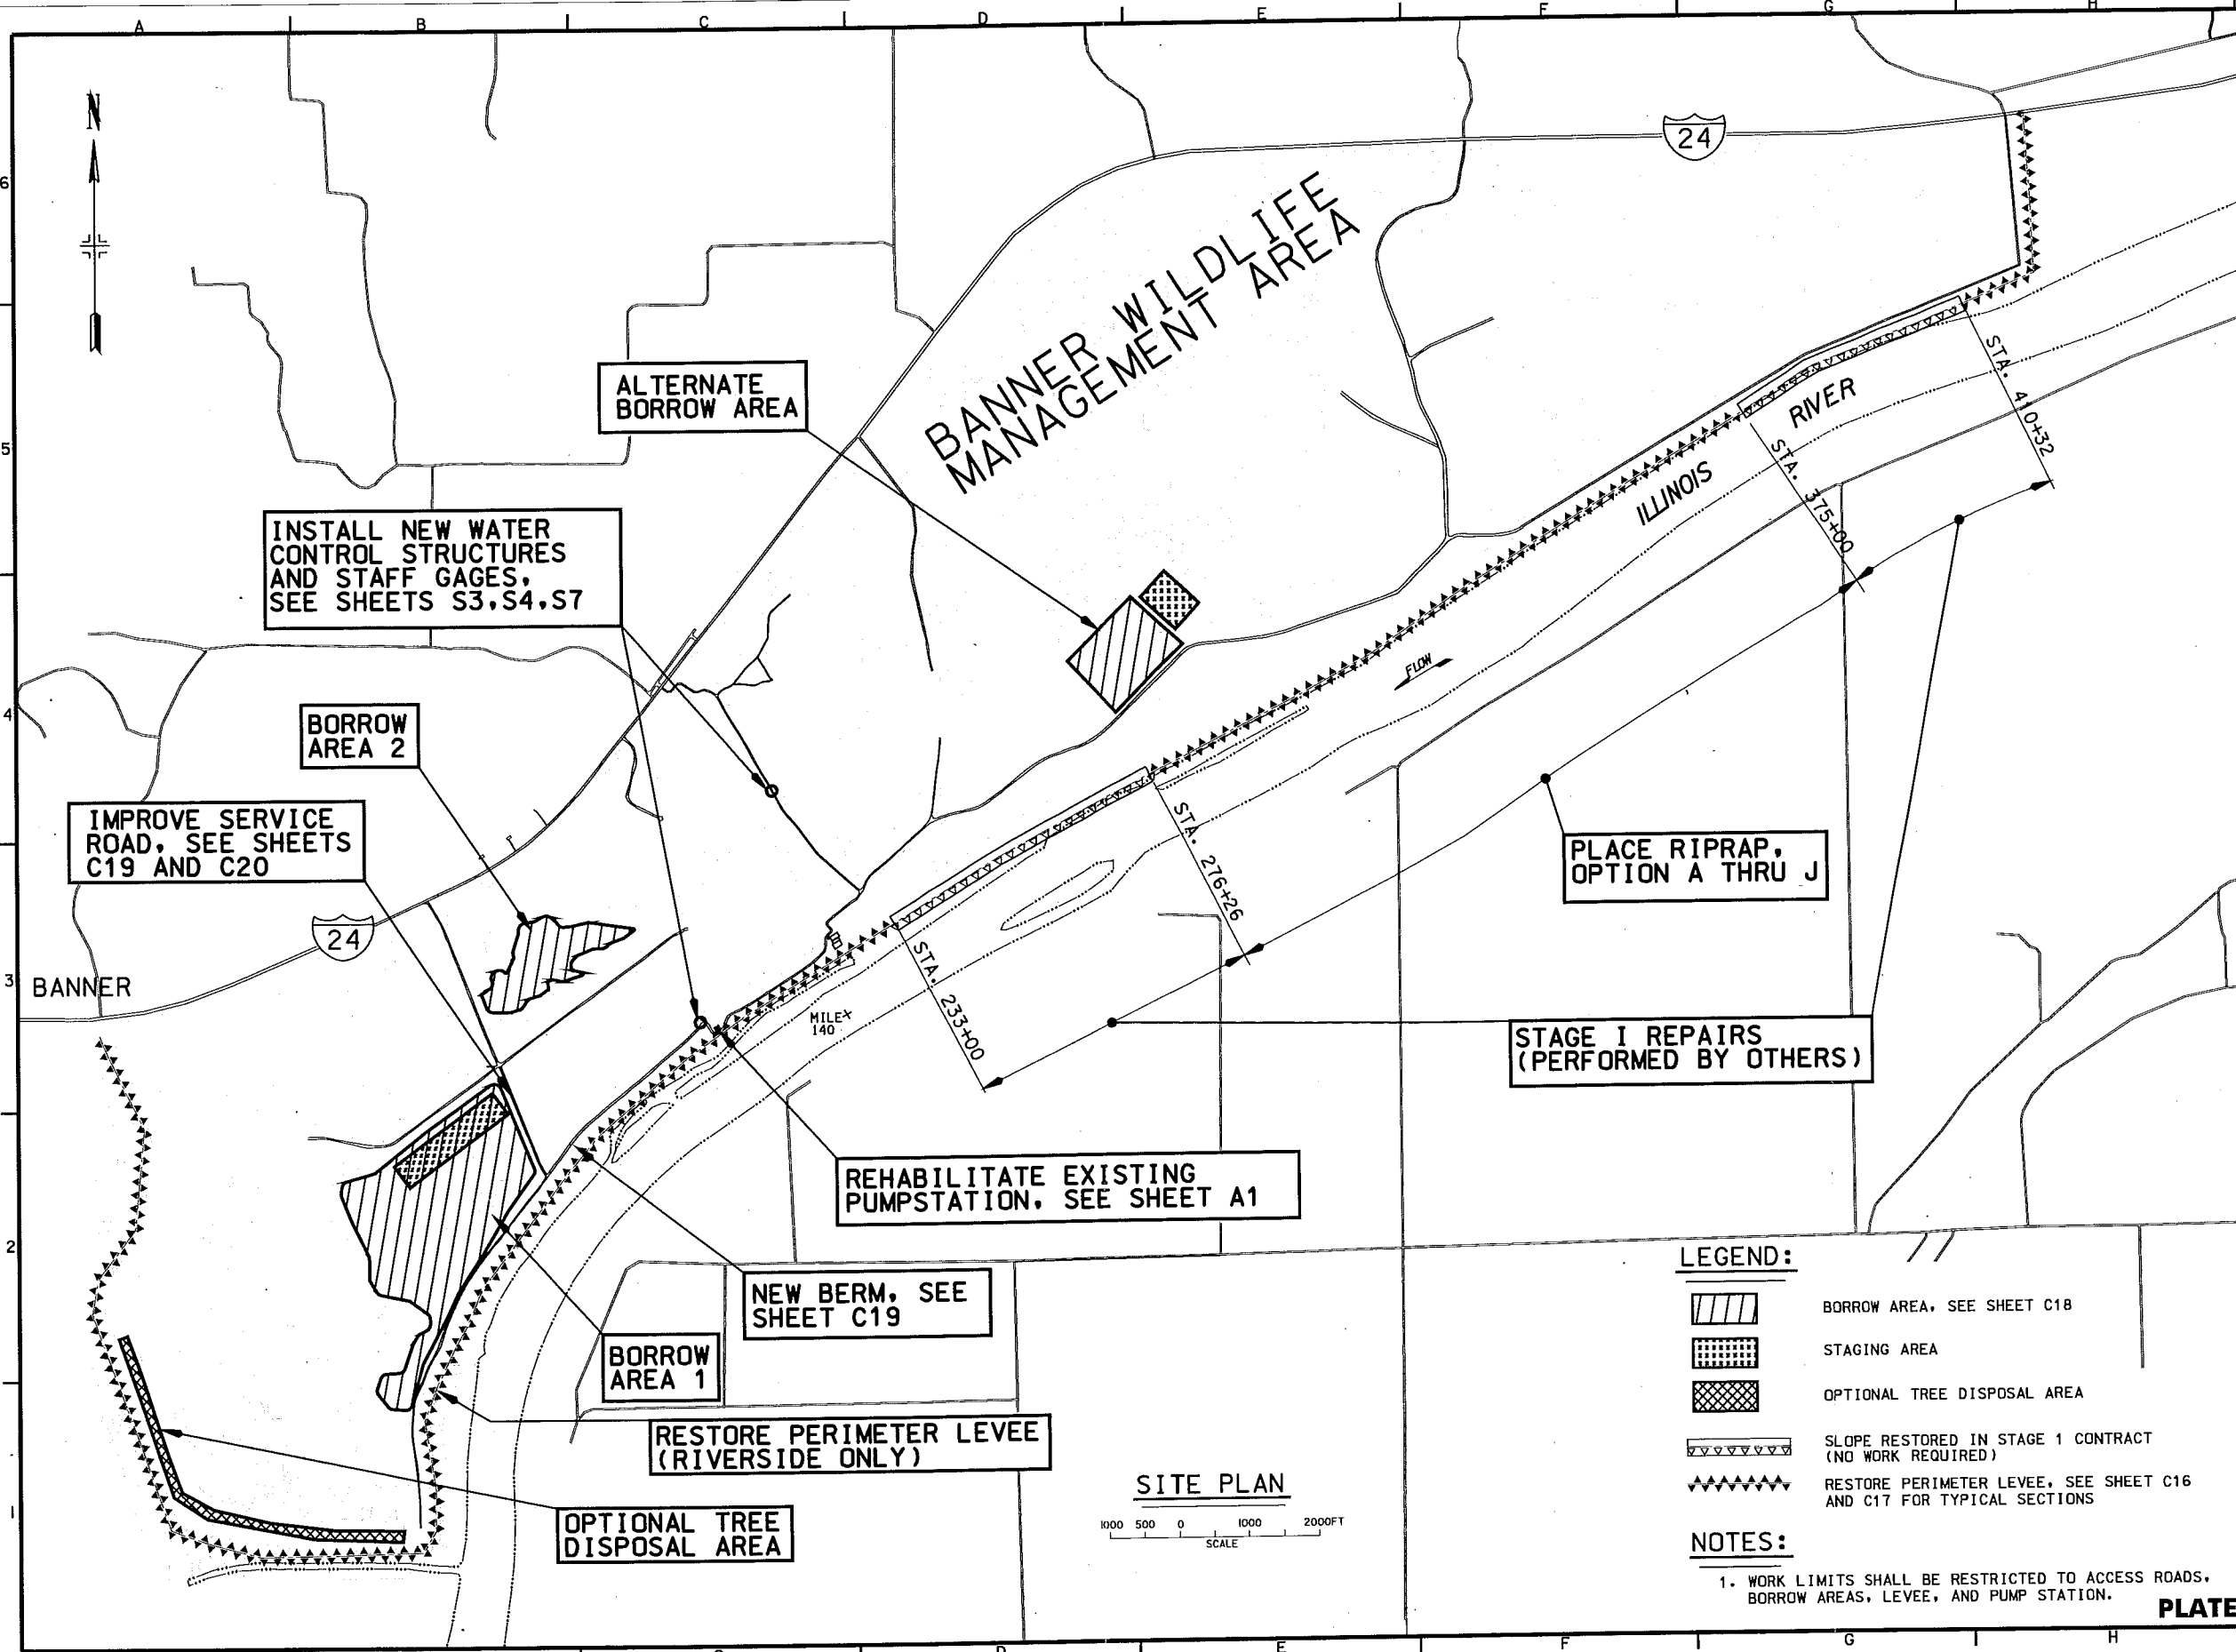 A B C D E F G H
N
6
24
BANNER WILDLIFE
MANAGEMENT AREA
ALTERNATE
BORROW AREA
5
STA. 410+32
RIVER
ILLINOIS
STA. 375+00
INSTALL NEW WATER
CONTROL STRUCTURES
AND STAFF GAGES,
SEE SHEETS S3,S4,S7
FLOW
4
BORROW
AREA 2
IMPROVE SERVICE
ROAD, SEE SHEETS
C19 AND C20
STA. 276+26
PLACE RIPRAP,
OPTION A THRU J
24
3
BANNER
STA. 233+00
MILE
140
STAGE I REPAIRS
(PERFORMED BY OTHERS)
REHABILITATE EXISTING
PUMPSTATION, SEE SHEET A1
2
NEW BERM, SEE
SHEET C19
BORROW
AREA 1
RESTORE PERIMETER LEVEE
(RIVERSIDE ONLY)
1
OPTIONAL TREE
DISPOSAL AREA
SITE PLAN
1000 500 0 1000 2000FT
SCALE
LEGEND:
BORROW AREA, SEE SHEET C18
STAGING AREA
OPTIONAL TREE DISPOSAL AREA
SLOPE RESTORED IN STAGE 1 CONTRACT
(NO WORK REQUIRED)
RESTORE PERIMETER LEVEE, SEE SHEET C16
AND C17 FOR TYPICAL SECTIONS
NOTES:
1. WORK LIMITS SHALL BE RESTRICTED TO ACCESS ROADS,
BORROW AREAS, LEVEE, AND PUMP STATION.
PLATE
D E F G H